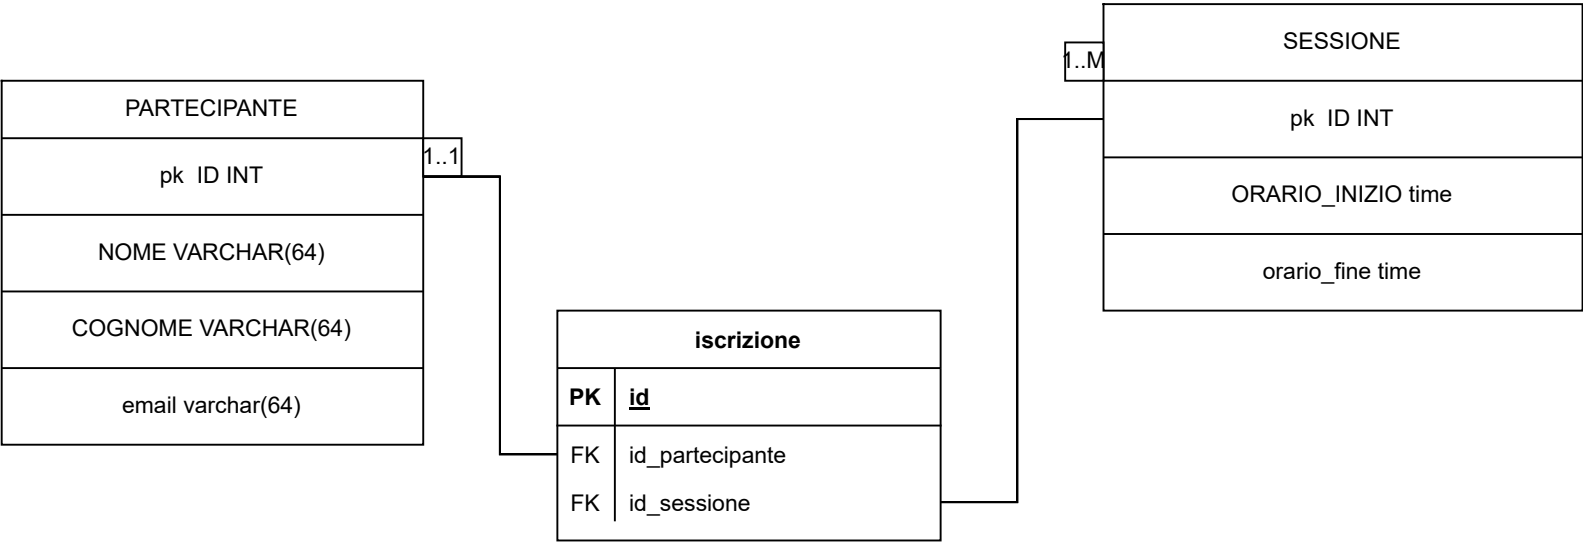 PARTECIPANTE
1..1
pk ID INT
NOME VARCHAR(64)
COGNOME VARCHAR(64)
email varchar(64)
iscrizione
PK id
FK id_partecipante
FK id_sessione
SESSIONE
1..M
pk ID INT
ORARIO_INIZIO time
orario_fine time